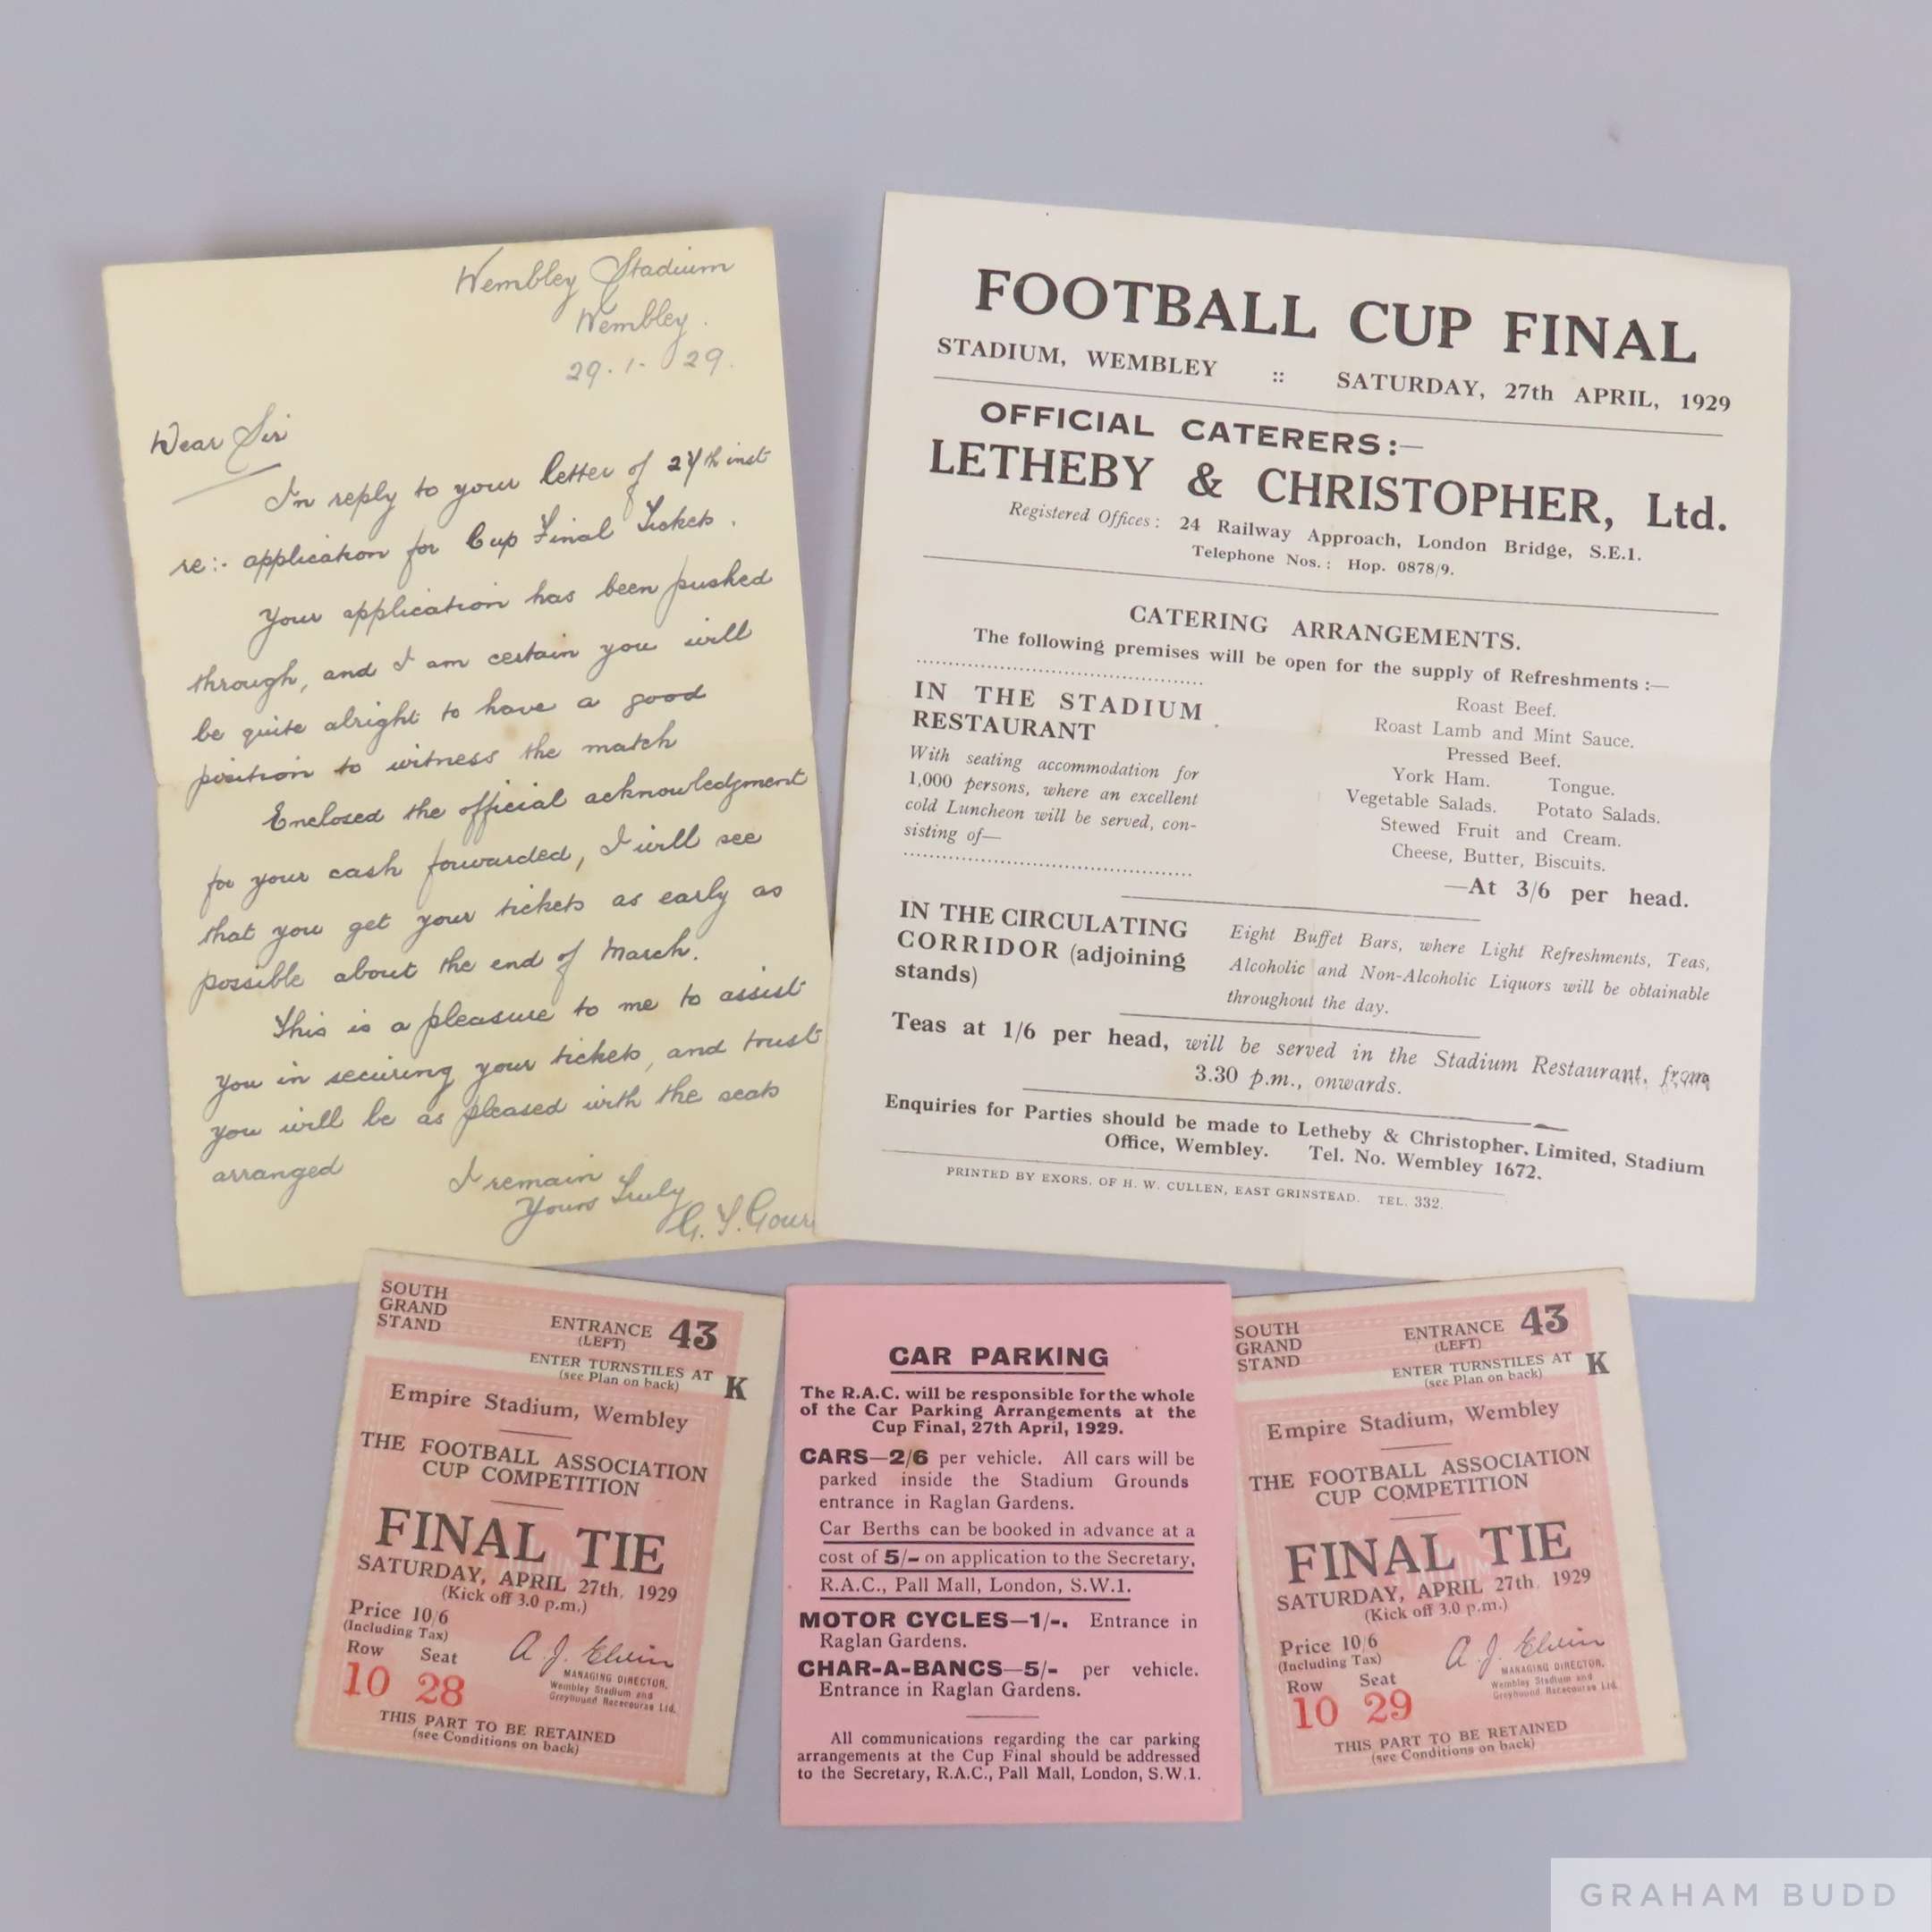 Wembley Stadium
Wembley.
29.1.29.
Dear Sir
In reply to your letter of inst
re:- application for Cup Final Tickets.
Your application has been pushed
through, and I am certain you will
be quite alright to have a good
position to witness the match
Enclosed the official acknowledgment
for your cash forwarded, I will see
that you get your tickets as early as
possible about the end of March.
This is a pleasure to me to assist
you in securing your tickets, and trust
you will be as pleased with the seats
arranged
I remain
Yours Truly
FOOTBALL CUP FINAL
STADIUM, WEMBLEY :: SATURDAY, 27th APRIL, 1929
OFFICIAL CATERERS:—
LETHEBY & CHRISTOPHER, Ltd.
Registered Offices: 24 Railway Approach, London Bridge, S.E.1.
Telephone Nos.: Hop. 0878/9.
CATERING ARRANGEMENTS.
The following premises will be open for the supply of Refreshments :—
IN THE STADIUM
RESTAURANT
With seating accommodation for
1,000 persons, where an excellent
cold Luncheon will be served, con-
sisting of—
Roast Beef.
Roast Lamb and Mint Sauce.
Pressed Beef.
York Ham. Tongue.
Vegetable Salads. Potato Salads.
Stewed Fruit and Cream.
Cheese, Butter, Biscuits.
—At 3/6 per head.
IN THE CIRCULATING
CORRIDOR (adjoining
stands)
Eight Buffet Bars, where Light Refreshments, Teas,
Alcoholic and Non-Alcoholic Liquors will be obtainable
throughout the day.
Teas at 1/6 per head, will be served in the Stadium Restaurant, from
3.30 p.m., onwards.
Enquiries for Parties should be made to Letheby & Christopher, Limited, Stadium
Office, Wembley. Tel. No. Wembley 1672.
PRINTED BY EXORS. OF H. W. CULLEN, EAST GRINSTEAD. TEL. 332.
SOUTH
GRAND
STAND
ENTRANCE 43
(LEFT)
ENTER TURNSTILES AT K
(see Plan on back)
Empire Stadium, Wembley
THE FOOTBALL ASSOCIATION
CUP COMPETITION
FINAL TIE
SATURDAY, APRIL 27th, 1929
(Kick off 3.0 p.m.)
Price 10/6
(Including Tax)
Row Seat
10 28
A. J. Elvin
MANAGING DIRECTOR,
Wembley Stadium and
Greyhound Racecourse Ltd.
THIS PART TO BE RETAINED
(see Conditions on back)
CAR PARKING
The R.A.C. will be responsible for the whole
of the Car Parking Arrangements at the
Cup Final, 27th April, 1929.
CARS—2/6 per vehicle. All cars will be
parked inside the Stadium Grounds
entrance in Raglan Gardens.
Car Berths can be booked in advance at a
cost of 5/- on application to the Secretary,
R.A.C., Pall Mall, London, S.W.1.
MOTOR CYCLES—1/-. Entrance in
Raglan Gardens.
CHAR-A-BANCS—5/- per vehicle.
Entrance in Raglan Gardens.
All communications regarding the car parking
arrangements at the Cup Final should be addressed
to the Secretary, R.A.C., Pall Mall, London, S.W.1.
SOUTH
GRAND
STAND
ENTRANCE 43
(LEFT)
ENTER TURNSTILES AT K
(see Plan on back)
Empire Stadium, Wembley
THE FOOTBALL ASSOCIATION
CUP COMPETITION
FINAL TIE
SATURDAY, APRIL 27th, 1929
(Kick off 3.0 p.m.)
Price 10/6
(Including Tax)
Row Seat
10 29
A. J. Elvin
MANAGING DIRECTOR,
Wembley Stadium and
Greyhound Racecourse Ltd.
THIS PART TO BE RETAINED
(see Conditions on back)
GRAHAM BUDD